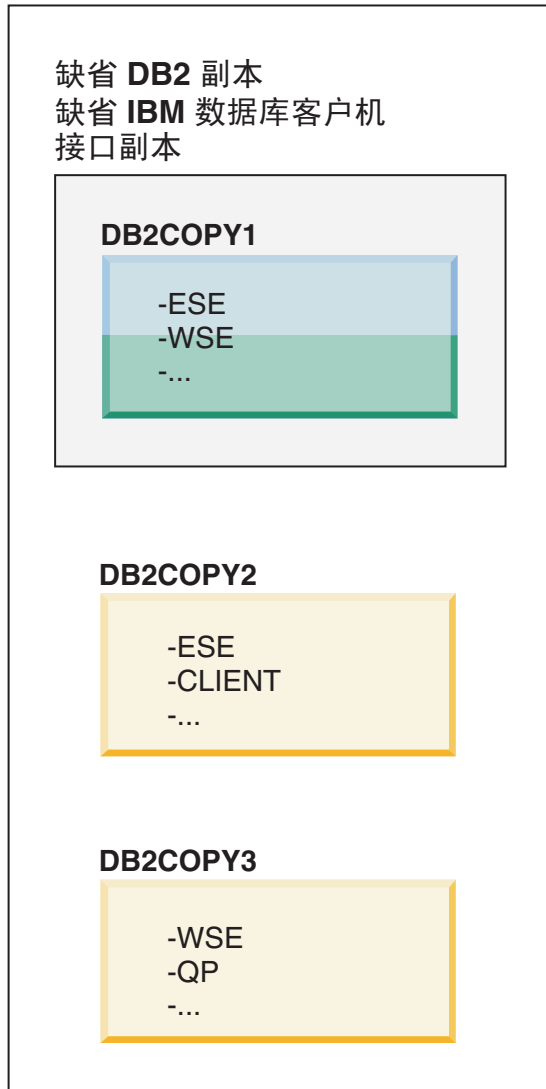 缺省 DB2 副本
缺省 IBM 数据库客户机
接口副本
DB2COPY1
-ESE
-WSE
-...
DB2COPY2
-ESE
-CLIENT
-...
DB2COPY3
-WSE
-QP
-...